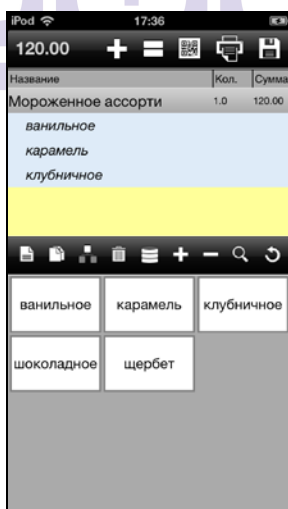 iPod 17:36
120.00
Название Кол. Сумма
Мороженное ассорти 1.0 120.00
ванильное
карамель
клубничное
ванильное карамель клубничное
шоколадное щербет